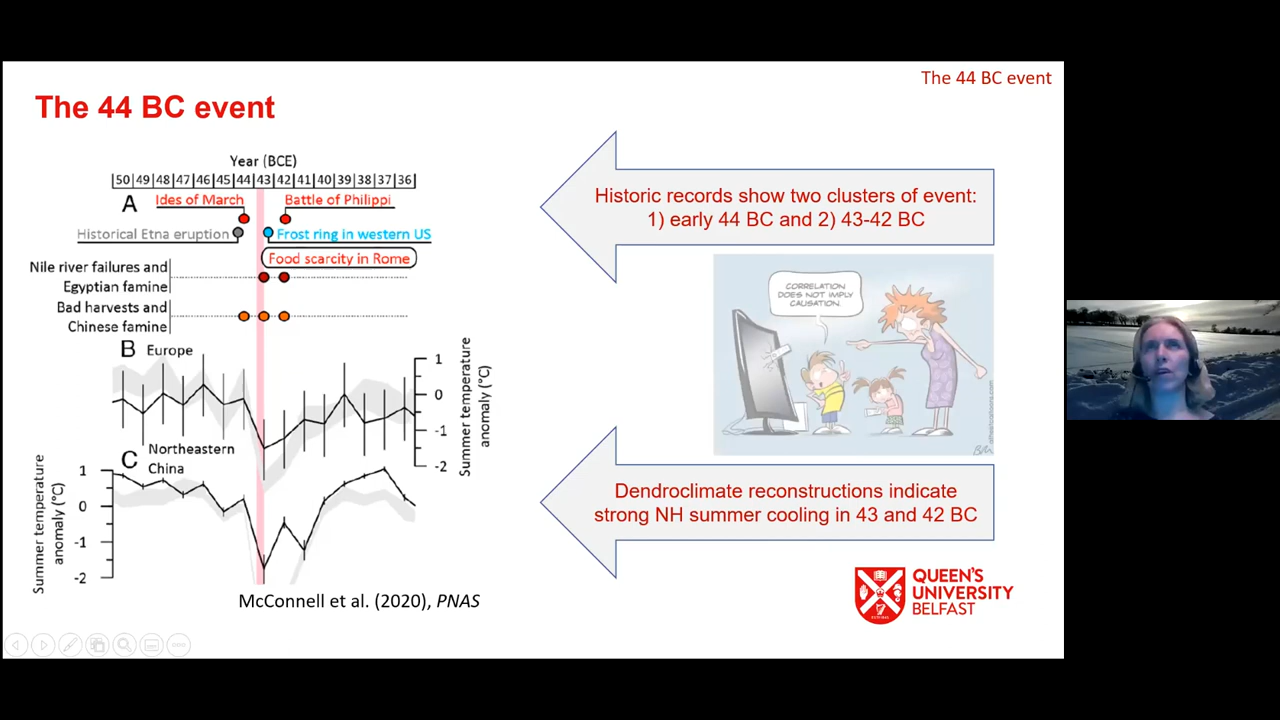 The 44 BC event
The 44 BC event
Year (BCE)
50 49 48 47 46 45 44 43 42 41 40 39 38 37 36
A
Ides of March
Battle of Philippi
Historical Etna eruption
Frost ring in western US
Food scarcity in Rome
Nile river failures and
Egyptian famine
Bad harvests and
Chinese famine
B Europe
1
0
-1
-2
Summer temperature
anomaly (°C)
C Northeastern
China
1
0
-1
-2
Summer temperature
anomaly (°C)
McConnell et al. (2020), PNAS
Historic records show two clusters of event:
1) early 44 BC and 2) 43-42 BC
CORRELATION
DOES NOT IMPLY
CAUSATION.
Dendroclimate reconstructions indicate
strong NH summer cooling in 43 and 42 BC
QUEEN'S
UNIVERSITY
BELFAST